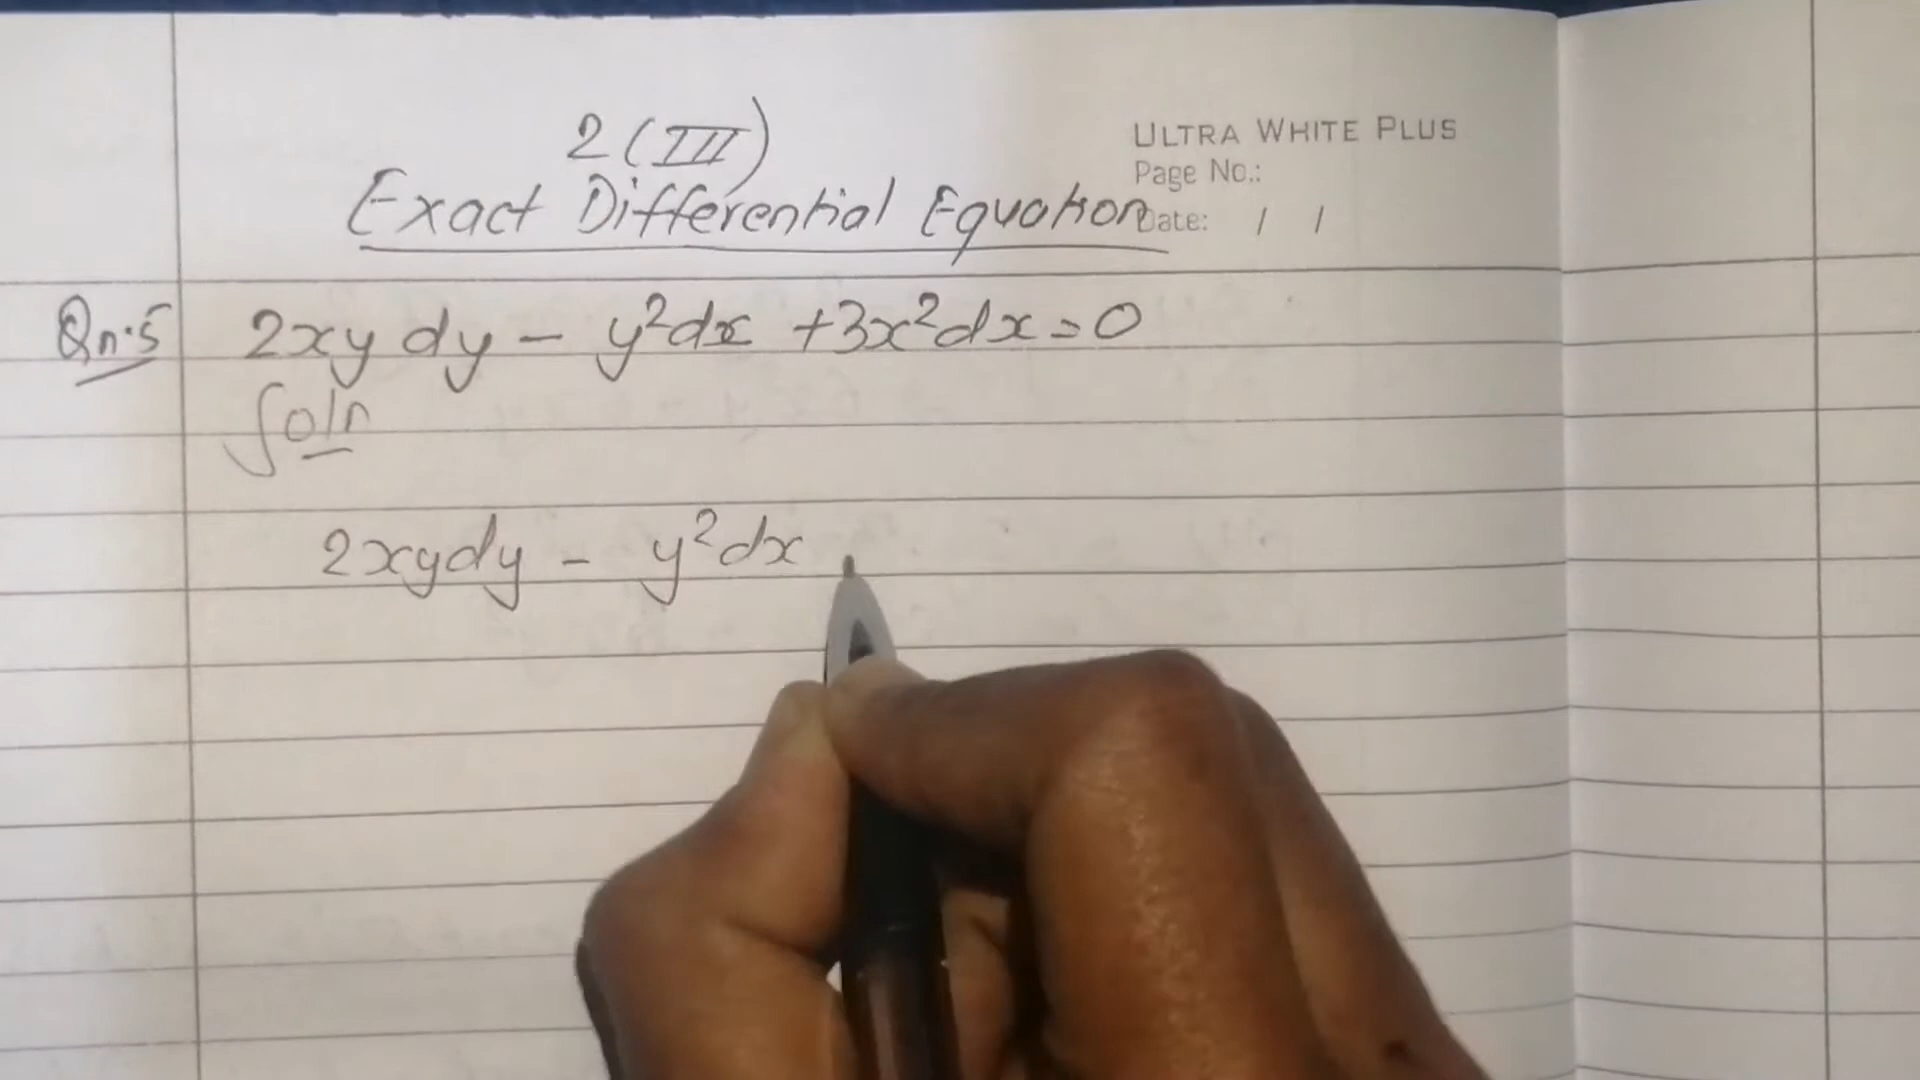 2 (III)
ULTRA WHITE PLUS
Page No.:
Exact Differential Equation
Date: / /
Qn.5 2xy dy - y²dx + 3x²dx = 0
Soln
2xydy - y²dx